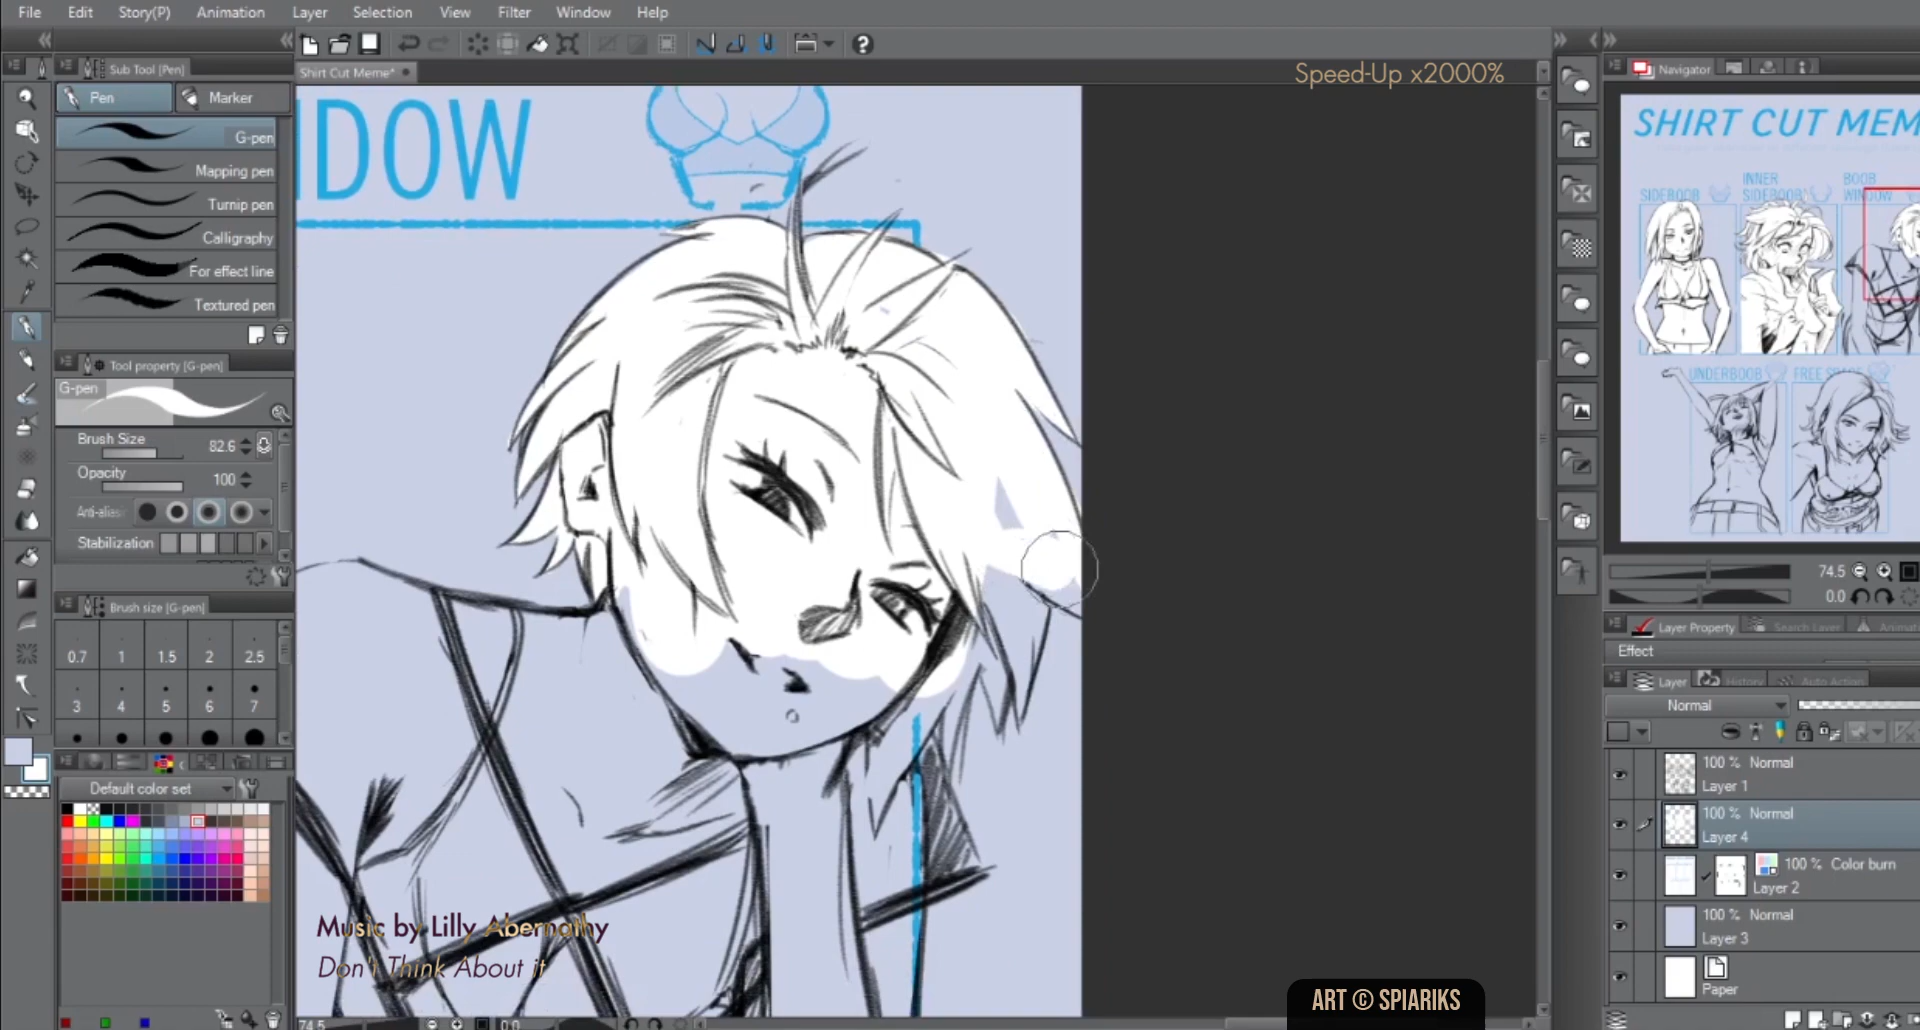 File Edit Story(P) Animation Layer Selection View Filter Window Help
Sub Tool [Pen]
Shirt Cut Meme*
Speed-Up x2000%
Navigator
Pen
Marker
G-pen
Mapping pen
Turnip pen
Calligraphy
For effect line
Textured pen
Tool property [G-pen]
G-pen
Brush Size 82.6
Opacity 100
Stabilization
Brush size [G-pen]
0.7 1 1.5 2 2.5
3 4 5 6 7
Default color set
IDOW
SHIRT CUT MEM
SIDEBOOB
INNER
SIDEBOOB
BOOB
WINDOW
UNDERBOOB
74.5
0.0
Layer Property Search Layer
Effect
Layer History Auto Action
Normal
100 % Normal
Layer 1
100 % Normal
Layer 4
100 % Color burn
Layer 2
100 % Normal
Layer 3
Paper
Music by Lilly Abernathy
Don't Think About it
74.5 0.0
ART © SPIARIKS